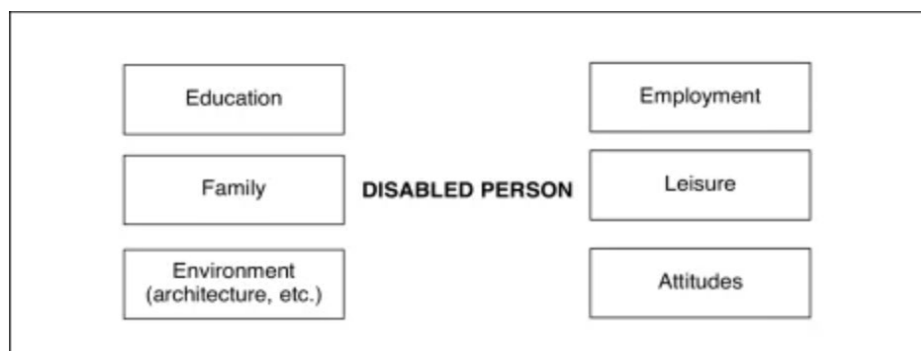 Education
Employment
Family
DISABLED PERSON
Leisure
Environment
(architecture, etc.)
Attitudes